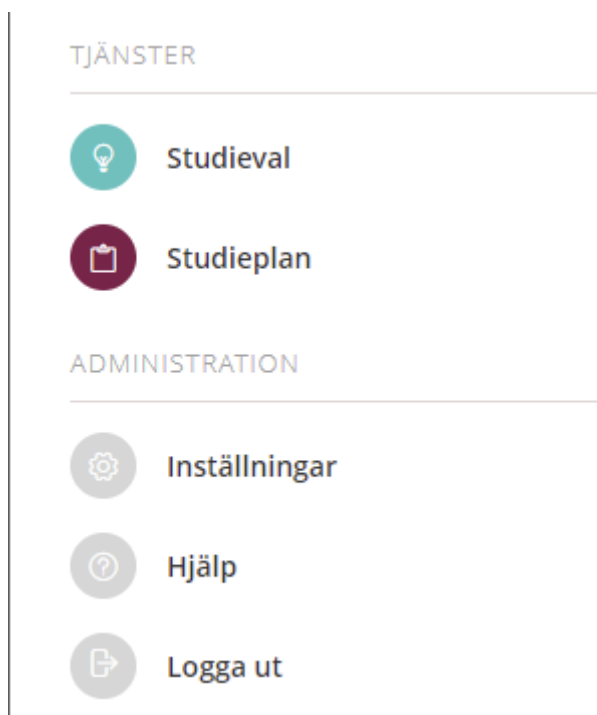 TJÄNSTER
Studieval
Studieplan
ADMINISTRATION
Inställningar
Hjälp
Logga ut